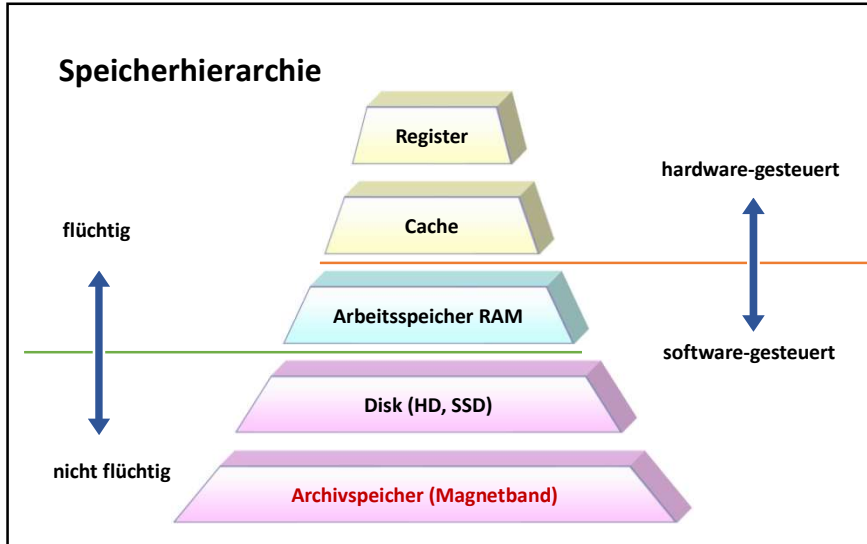 Speicherhierarchie
Register
hardware-gesteuert
Cache
flüchtig
Arbeitsspeicher RAM
software-gesteuert
Disk (HD, SSD)
nicht flüchtig
Archivspeicher (Magnetband)